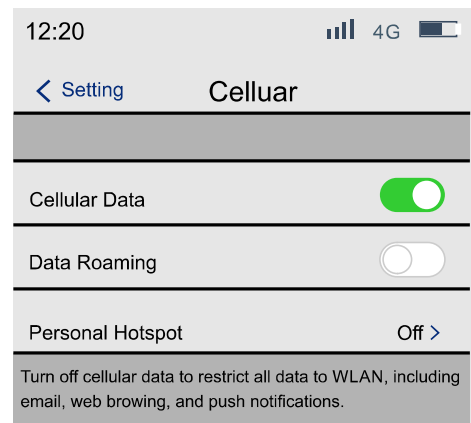 12:20 4G
Setting Celluar
Cellular Data
Data Roaming
Personal Hotspot Off >
Turn off cellular data to restrict all data to WLAN, including
email, web browing, and push notifications.